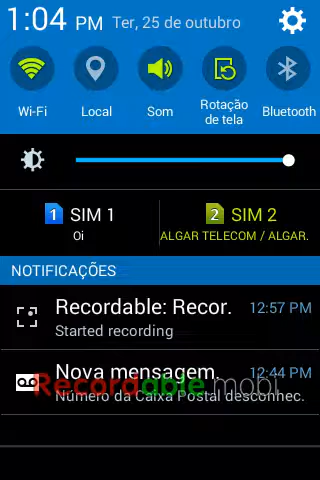 1:04 PM Ter, 25 de outubro
Wi-Fi
Local
Som
Rotação
de tela
Bluetooth
1 SIM 1
Oi
2 SIM 2
ALGAR TELECOM / ALGAR.
NOTIFICAÇÕES
Recordable: Recor. 12:57 PM
Started recording
Nova mensagem. 12:44 PM
Recordable.mobi
Número da Caixa Postal desconhec.